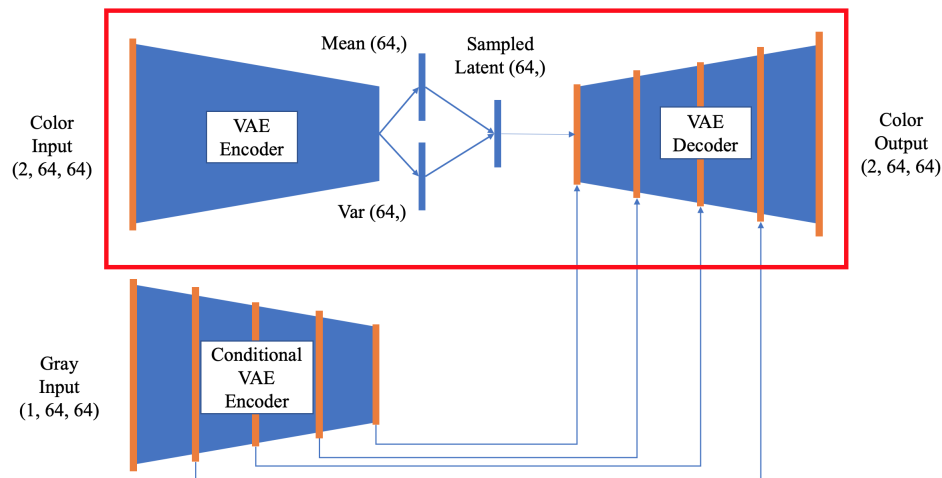 Mean (64,)
Sampled
Latent (64,)
Color
Input
(2, 64, 64)
VAE
Encoder
VAE
Decoder
Color
Output
(2, 64, 64)
Var (64,)
Gray
Input
(1, 64, 64)
Conditional
VAE
Encoder